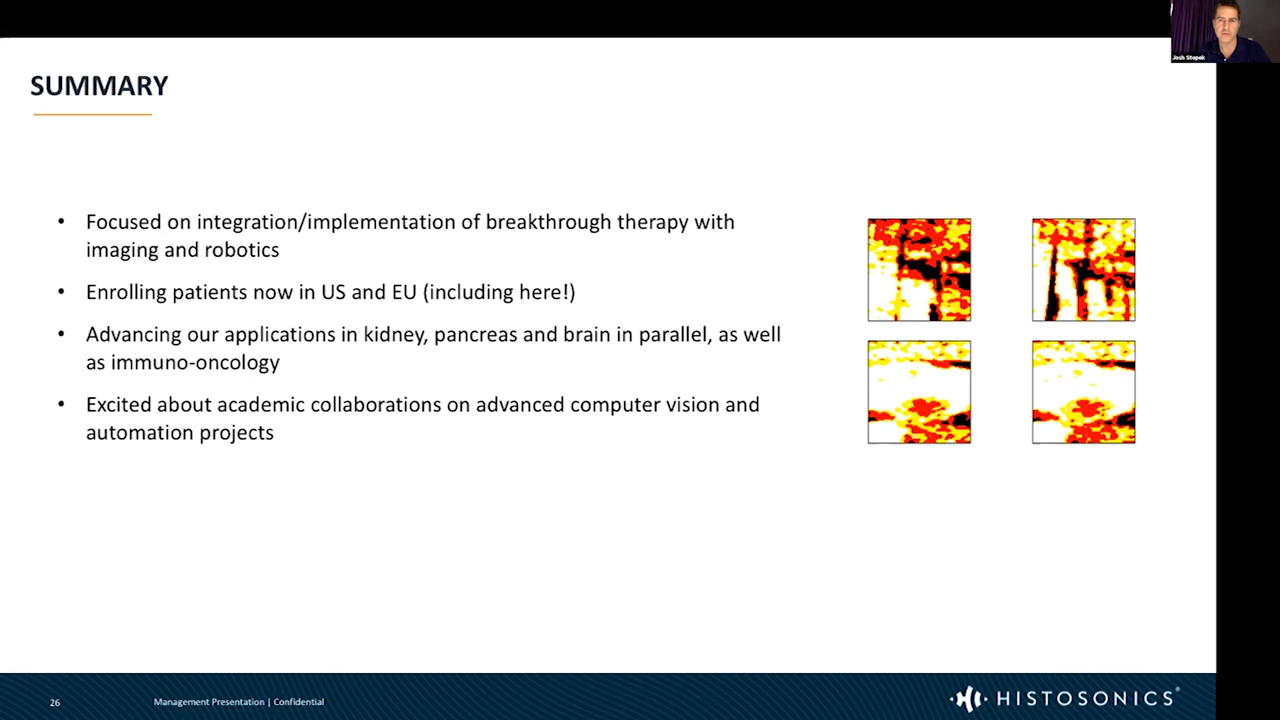 Josh Stopek
SUMMARY
• Focused on integration/implementation of breakthrough therapy with
imaging and robotics
• Enrolling patients now in US and EU (including here!)
• Advancing our applications in kidney, pancreas and brain in parallel, as well
as immuno-oncology
• Excited about academic collaborations on advanced computer vision and
automation projects
26
Management Presentation | Confidential
HISTOSONICS®